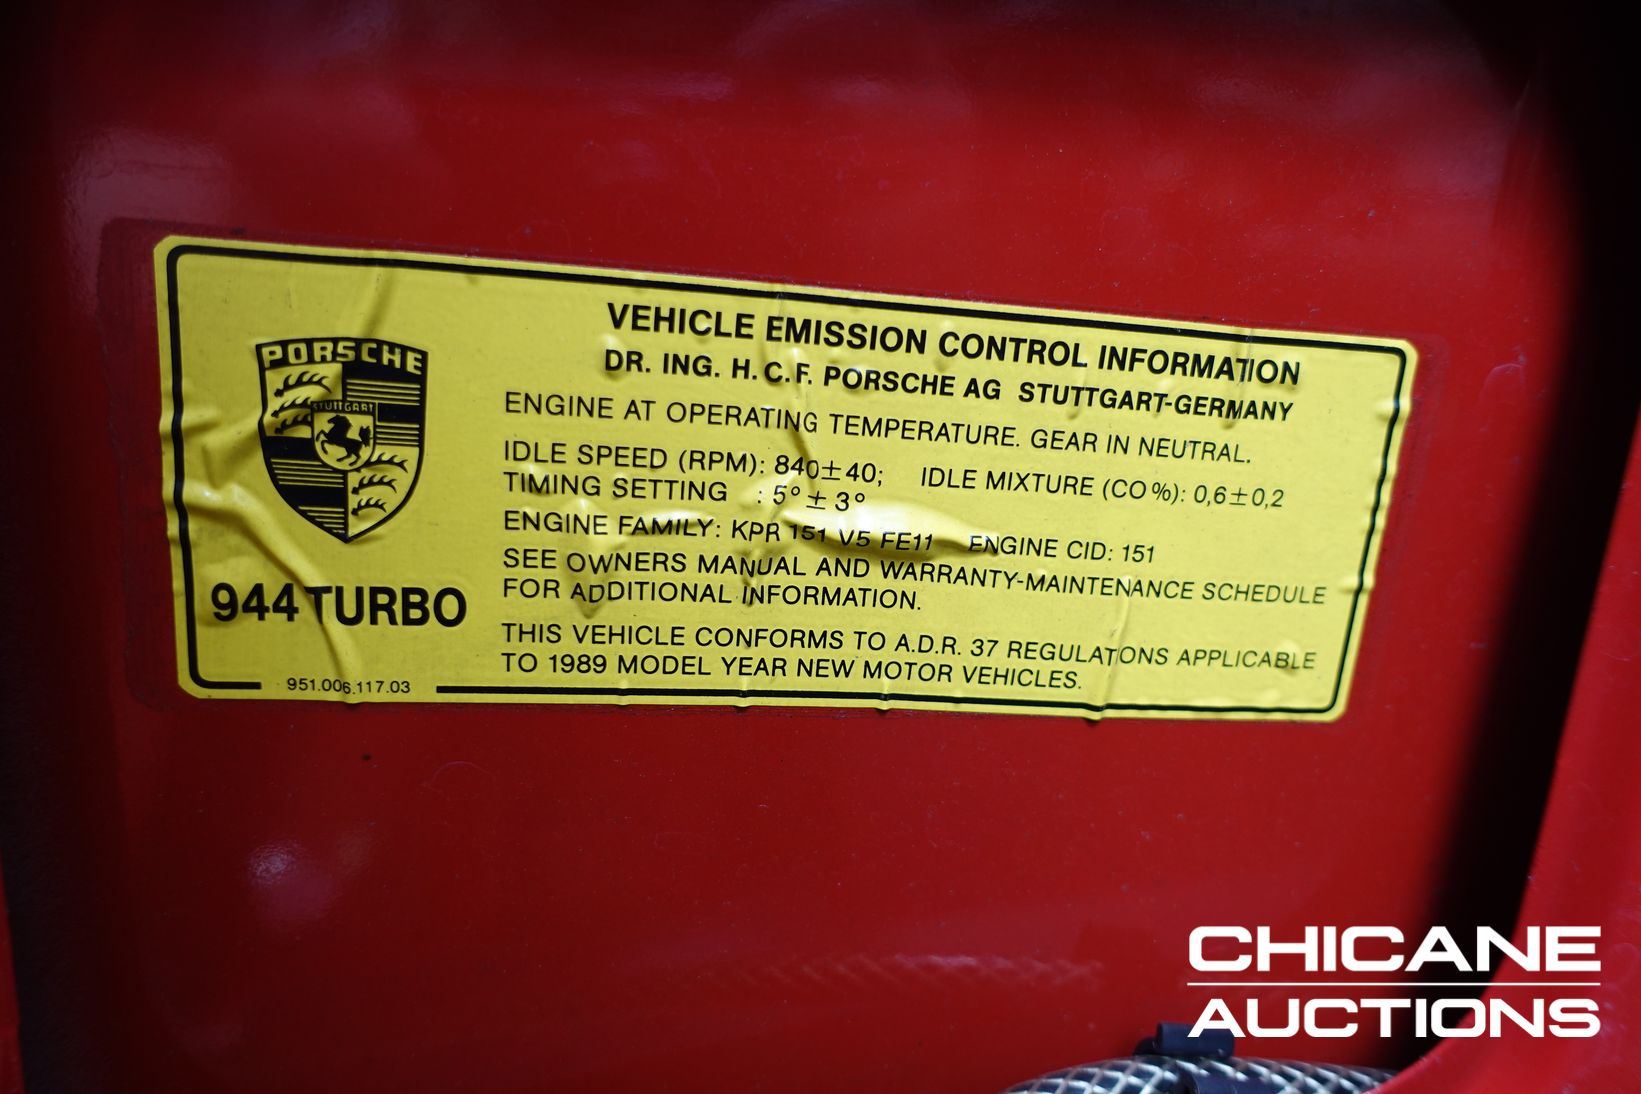 VEHICLE EMISSION CONTROL INFORMATION
DR. ING. H.C.F. PORSCHE AG STUTTGART-GERMANY
ENGINE AT OPERATING TEMPERATURE. GEAR IN NEUTRAL.
IDLE SPEED (RPM): 840±40; IDLE MIXTURE (CO%): 0,6±0,2
TIMING SETTING : 5°±3°
ENGINE FAMILY: KPR 151 V5 FE11 ENGINE CID: 151
SEE OWNERS MANUAL AND WARRANTY-MAINTENANCE SCHEDULE
FOR ADDITIONAL INFORMATION.
THIS VEHICLE CONFORMS TO A.D.R. 37 REGULATONS APPLICABLE
TO 1989 MODEL YEAR NEW MOTOR VEHICLES.
PORSCHE
STUTTGART
944 TURBO
951.006.117.03
CHICANE
AUCTIONS